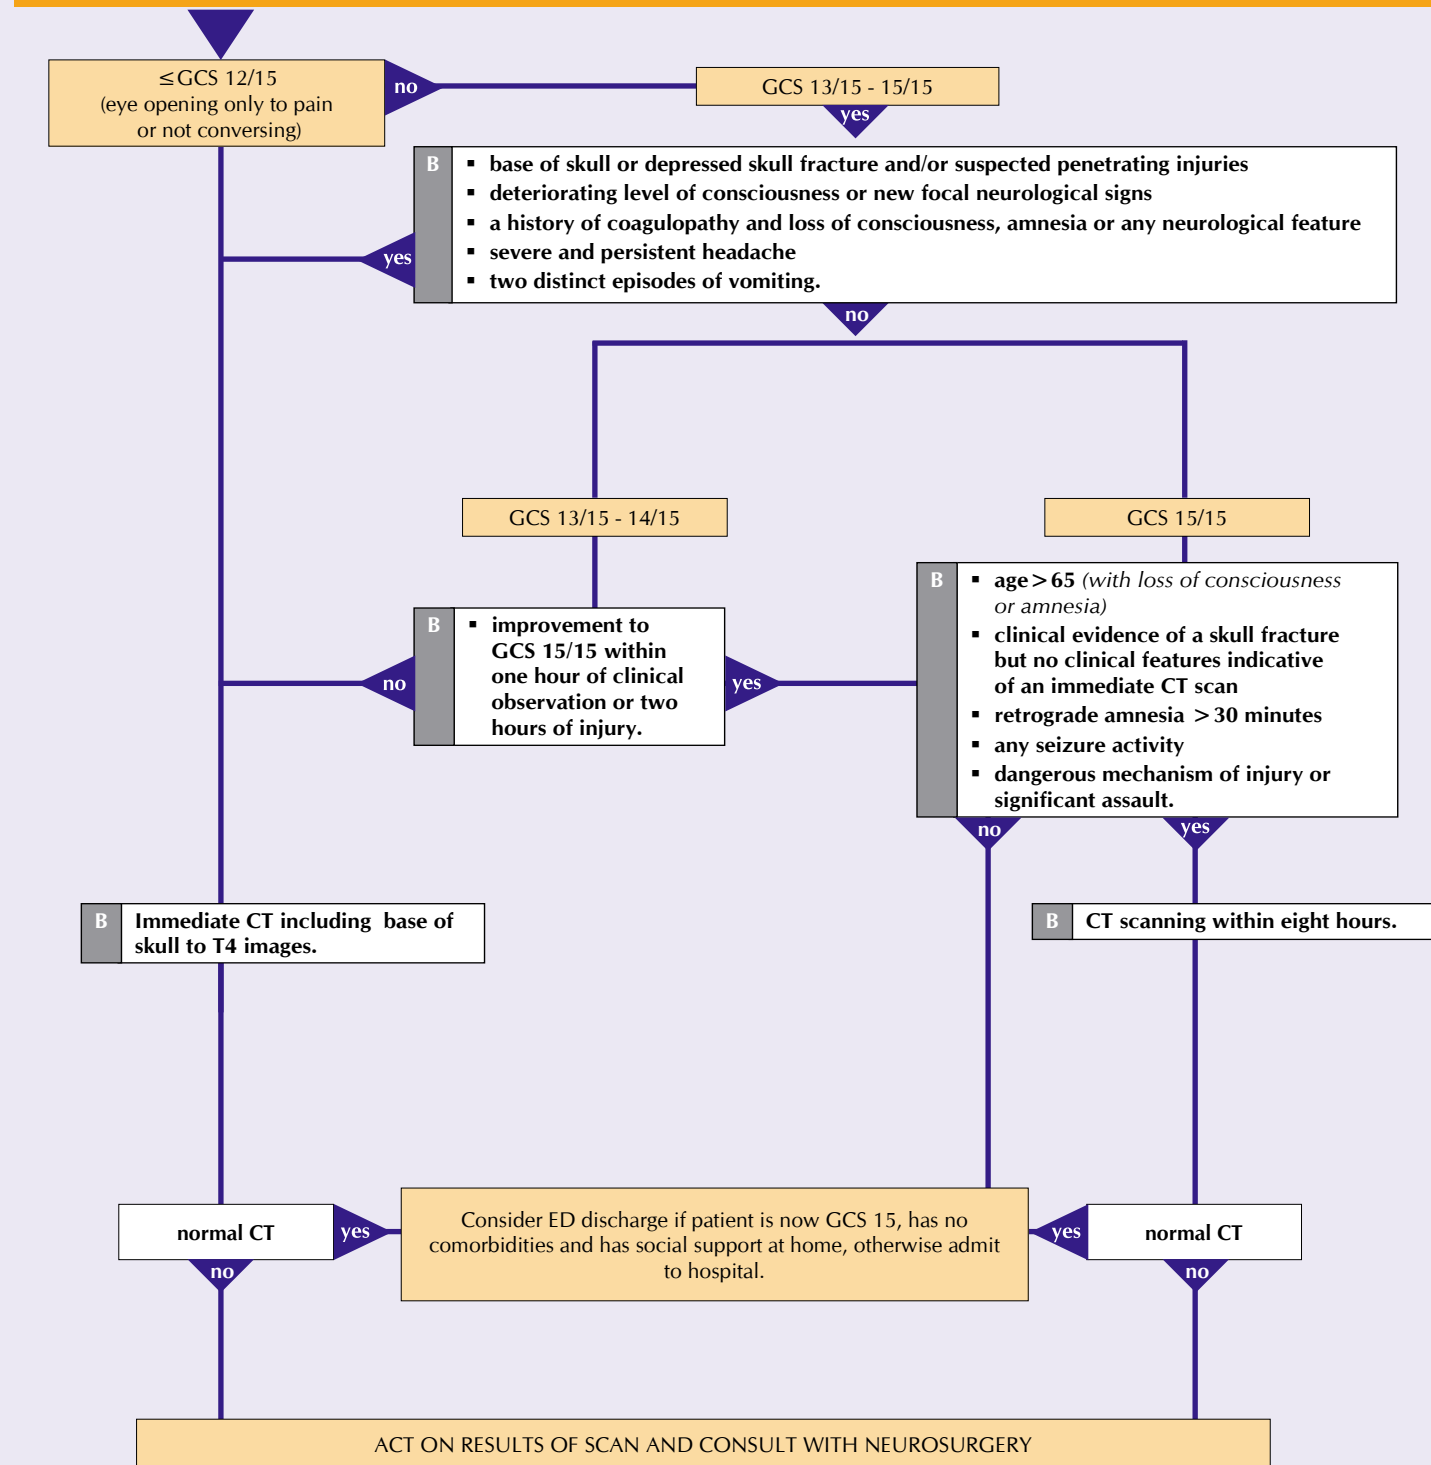 ≤GCS 12/15
(eye opening only to pain
or not conversing)
no
GCS 13/15 - 15/15
yes
B
▪ base of skull or depressed skull fracture and/or suspected penetrating injuries
▪ deteriorating level of consciousness or new focal neurological signs
▪ a history of coagulopathy and loss of consciousness, amnesia or any neurological feature
▪ severe and persistent headache
▪ two distinct episodes of vomiting.
yes
no
GCS 13/15 - 14/15
GCS 15/15
B
▪ improvement to
GCS 15/15 within
one hour of clinical
observation or two
hours of injury.
no
yes
B
▪ age>65 (with loss of consciousness
or amnesia)
▪ clinical evidence of a skull fracture
but no clinical features indicative
of an immediate CT scan
▪ retrograde amnesia >30 minutes
▪ any seizure activity
▪ dangerous mechanism of injury or
significant assault.
no
yes
B
Immediate CT including base of
skull to T4 images.
B
CT scanning within eight hours.
normal CT
yes
no
Consider ED discharge if patient is now GCS 15, has no
comorbidities and has social support at home, otherwise admit
to hospital.
yes
normal CT
no
ACT ON RESULTS OF SCAN AND CONSULT WITH NEUROSURGERY